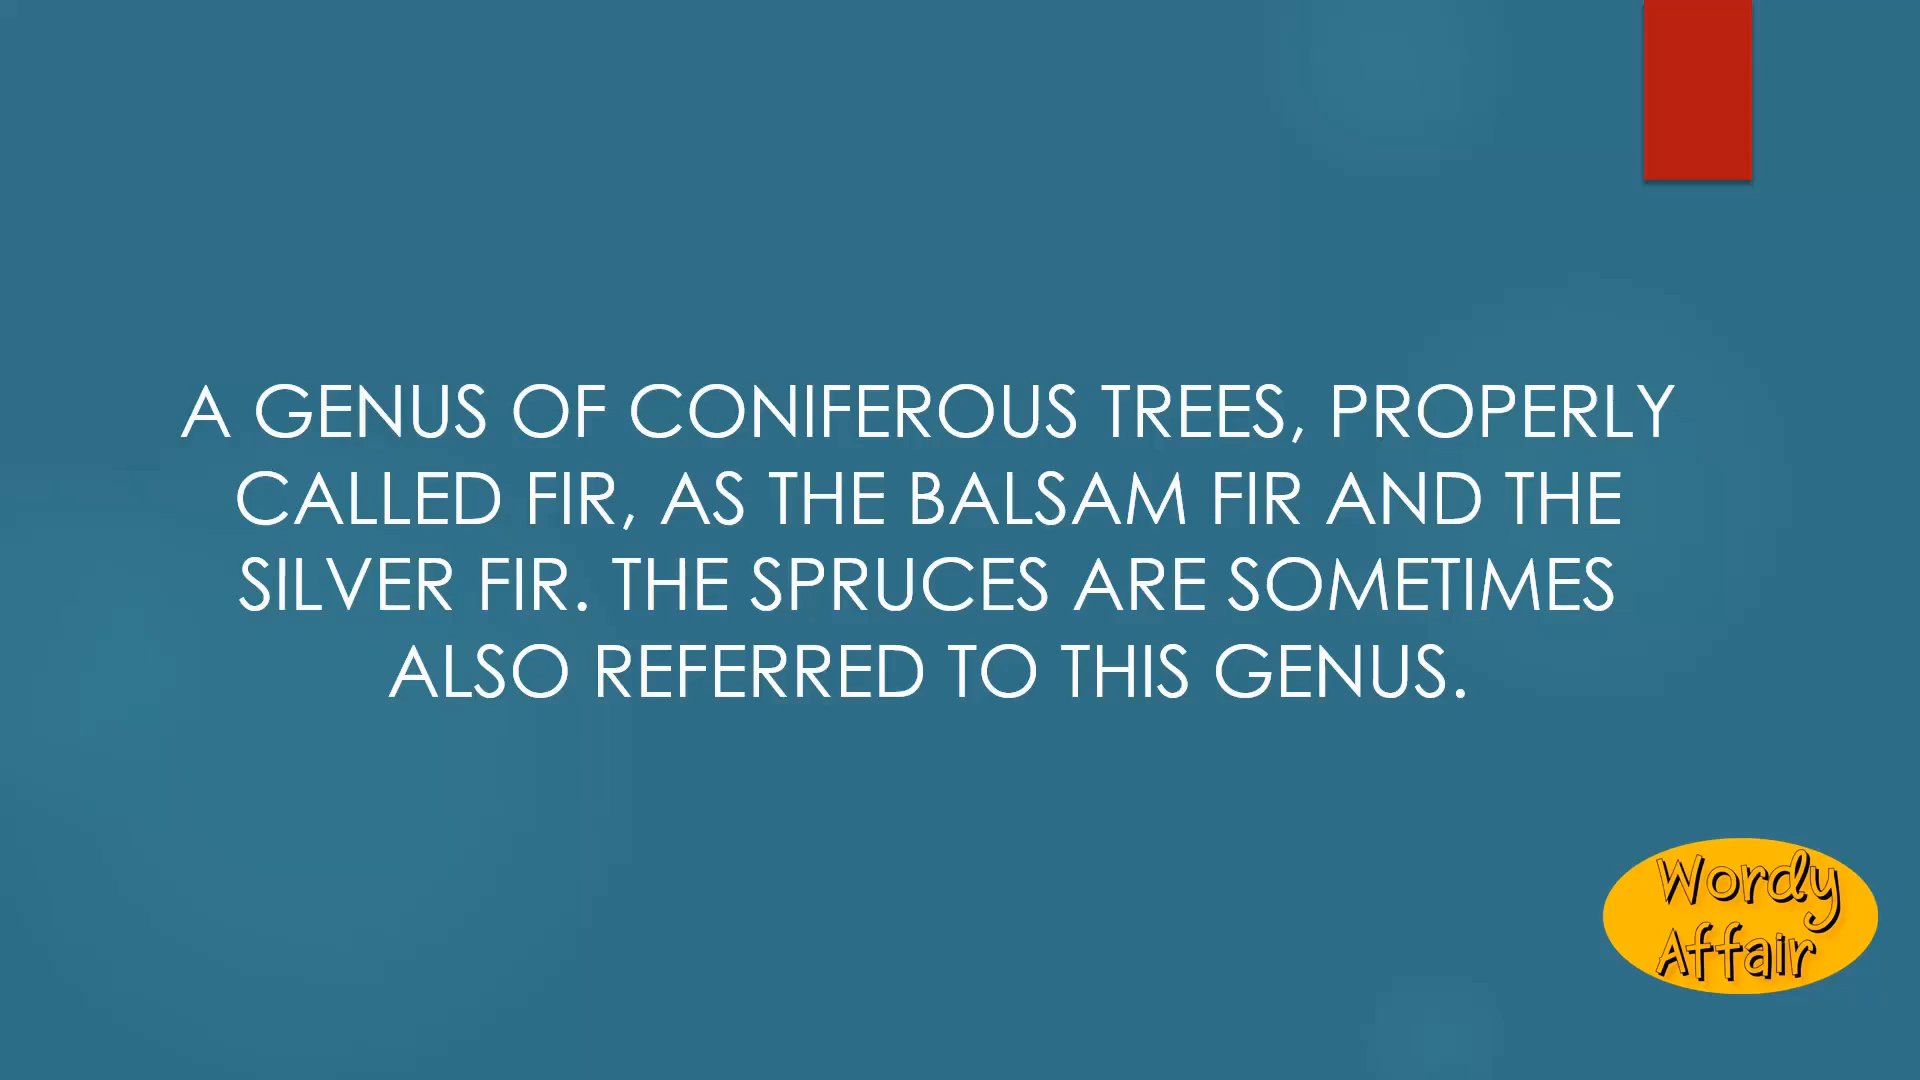 A GENUS OF CONIFEROUS TREES, PROPERLY
CALLED FIR, AS THE BALSAM FIR AND THE
SILVER FIR. THE SPRUCES ARE SOMETIMES
ALSO REFERRED TO THIS GENUS.
Wordy
Affair